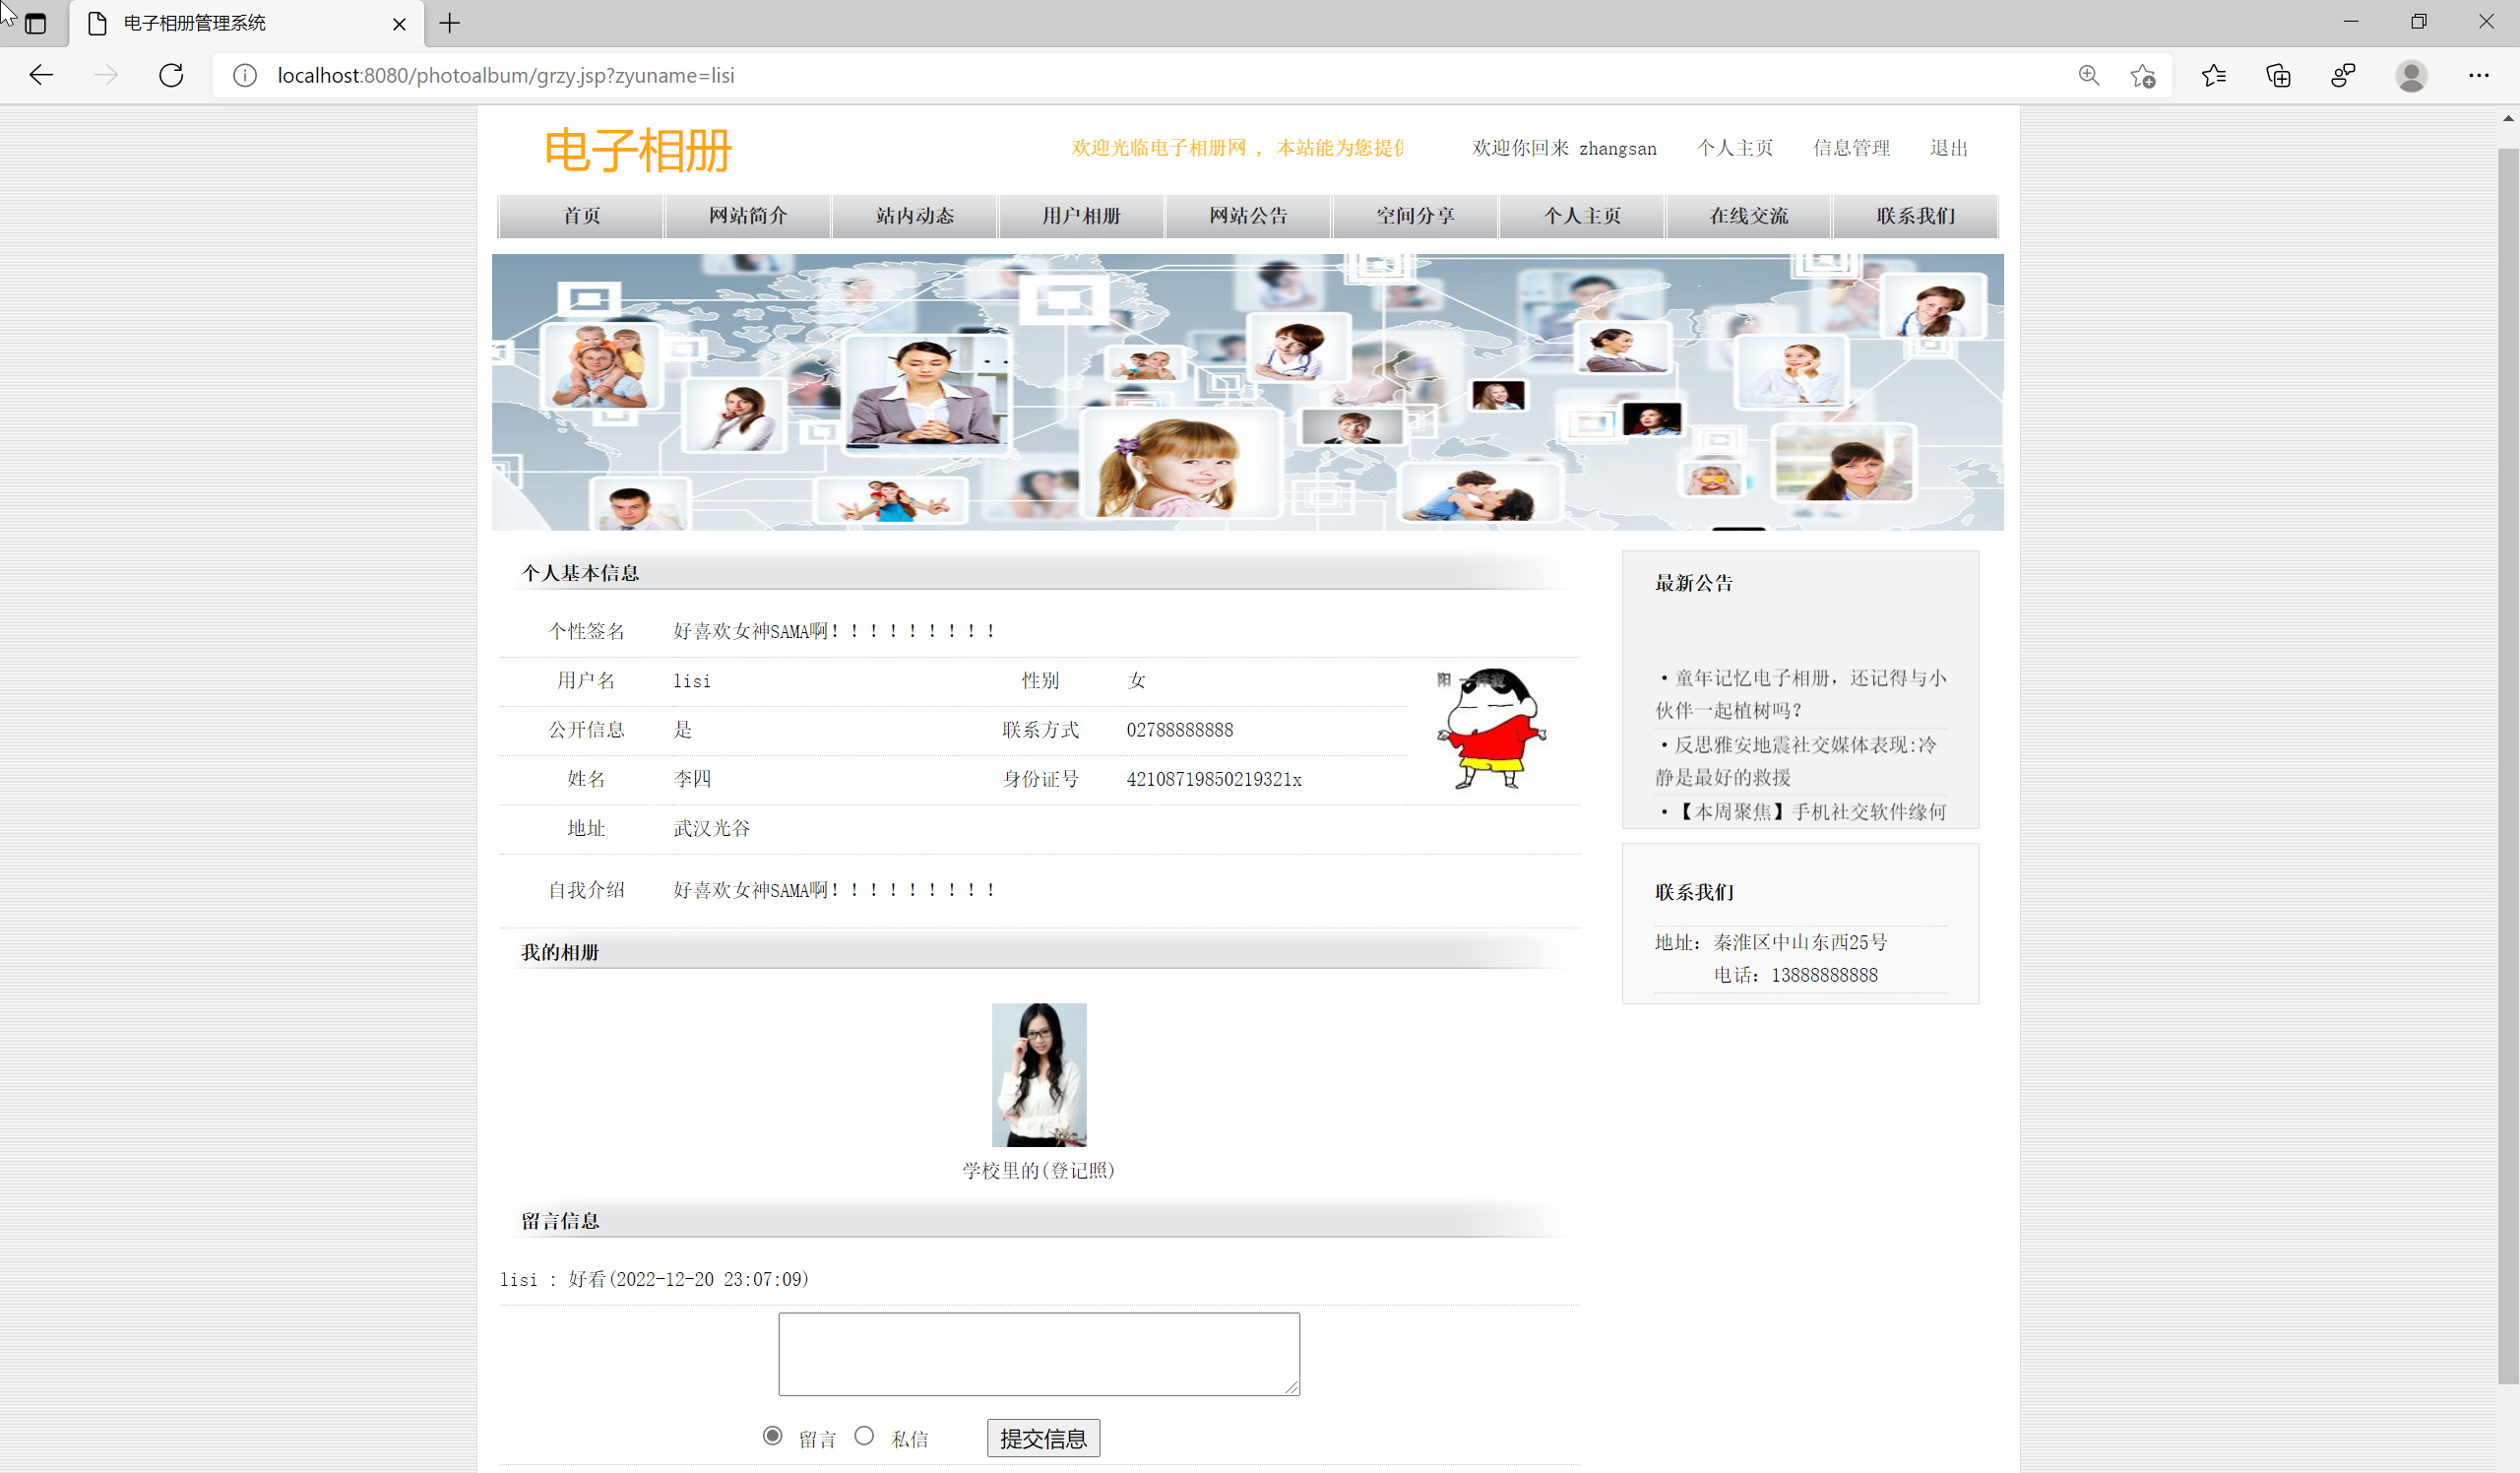 电子相册管理系统
localhost:8080/photoalbum/grzy.jsp?zyuname=lisi
电子相册
欢迎光临电子相册网 , 本站能为您提
欢迎你回来 zhangsan 个人主页 信息管理 退出
首页 网站简介 站内动态 用户相册 网站公告 空间分享 个人主页 在线交流 联系我们
个人基本信息
个性签名 好喜欢女神SAMA啊！！！！！！！！！
用户名 lisi 性别 女
公开信息 是 联系方式 02788888888
姓名 李四 身份证号 42108719850219321x
地址 武汉光谷
自我介绍 好喜欢女神SAMA啊！！！！！！！！！
我的相册
学校里的(登记照)
留言信息
lisi : 好看(2022-12-20 23:07:09)
留言 私信 提交信息
最新公告
·童年记忆电子相册，还记得与小
伙伴一起植树吗？
·反思雅安地震社交媒体表现:冷
静是最好的救援
·【本周聚焦】手机社交软件缘何
联系我们
地址：秦淮区中山东西25号
电话：13888888888